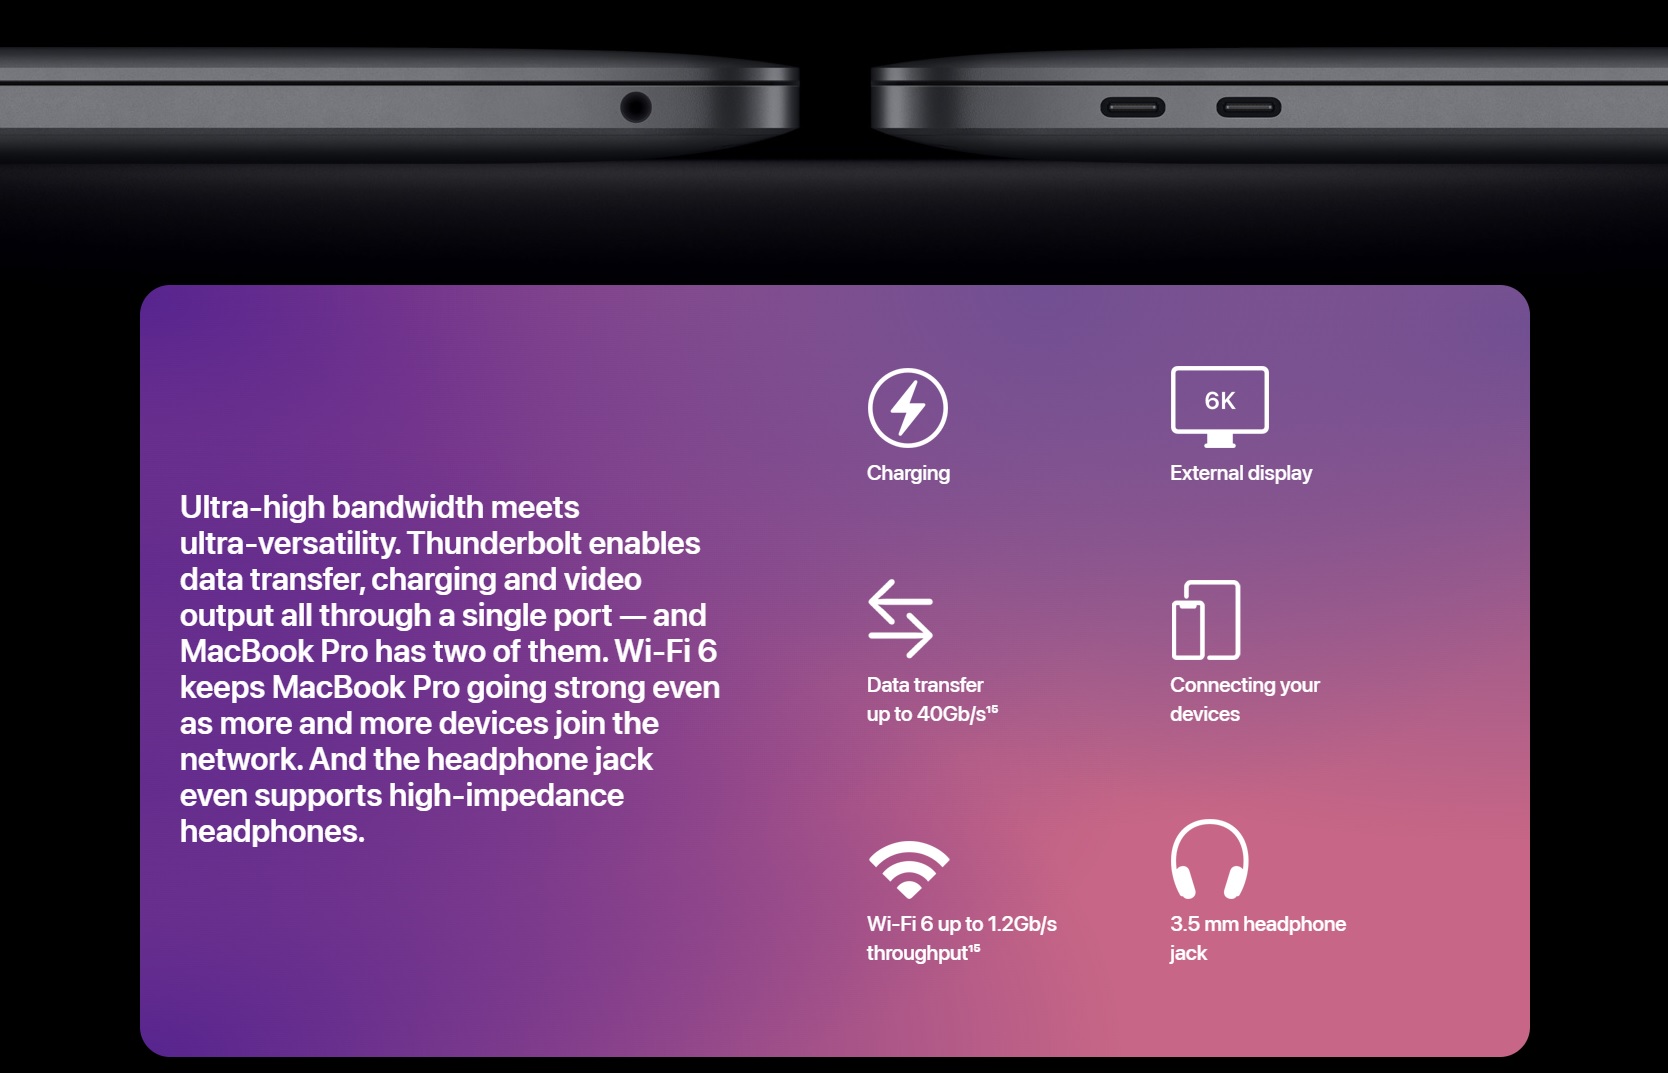 Ultra-high bandwidth meets
ultra-versatility. Thunderbolt enables
data transfer, charging and video
output all through a single port — and
MacBook Pro has two of them. Wi-Fi 6
keeps MacBook Pro going strong even
as more and more devices join the
network. And the headphone jack
even supports high-impedance
headphones.
Charging
6K
External display
Data transfer
up to 40Gb/s¹⁵
Connecting your
devices
Wi-Fi 6 up to 1.2Gb/s
throughput¹⁵
3.5 mm headphone
jack